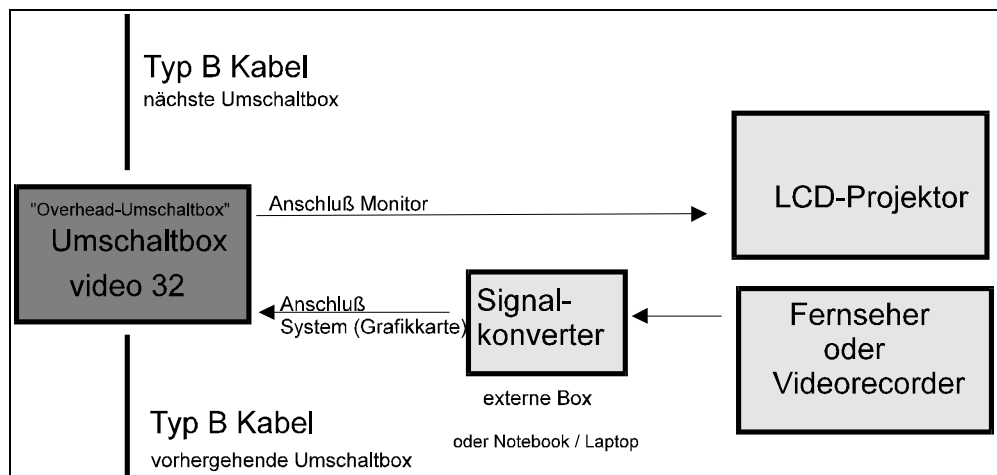 Typ B Kabel
nächste Umschaltbox
"Overhead-Umschaltbox"
Umschaltbox
video 32
Anschluß Monitor
LCD-Projektor
Anschluß
System (Grafikkarte)
Signal-
konverter
externe Box
oder Notebook / Laptop
Fernseher
oder
Videorecorder
Typ B Kabel
vorhergehende Umschaltbox